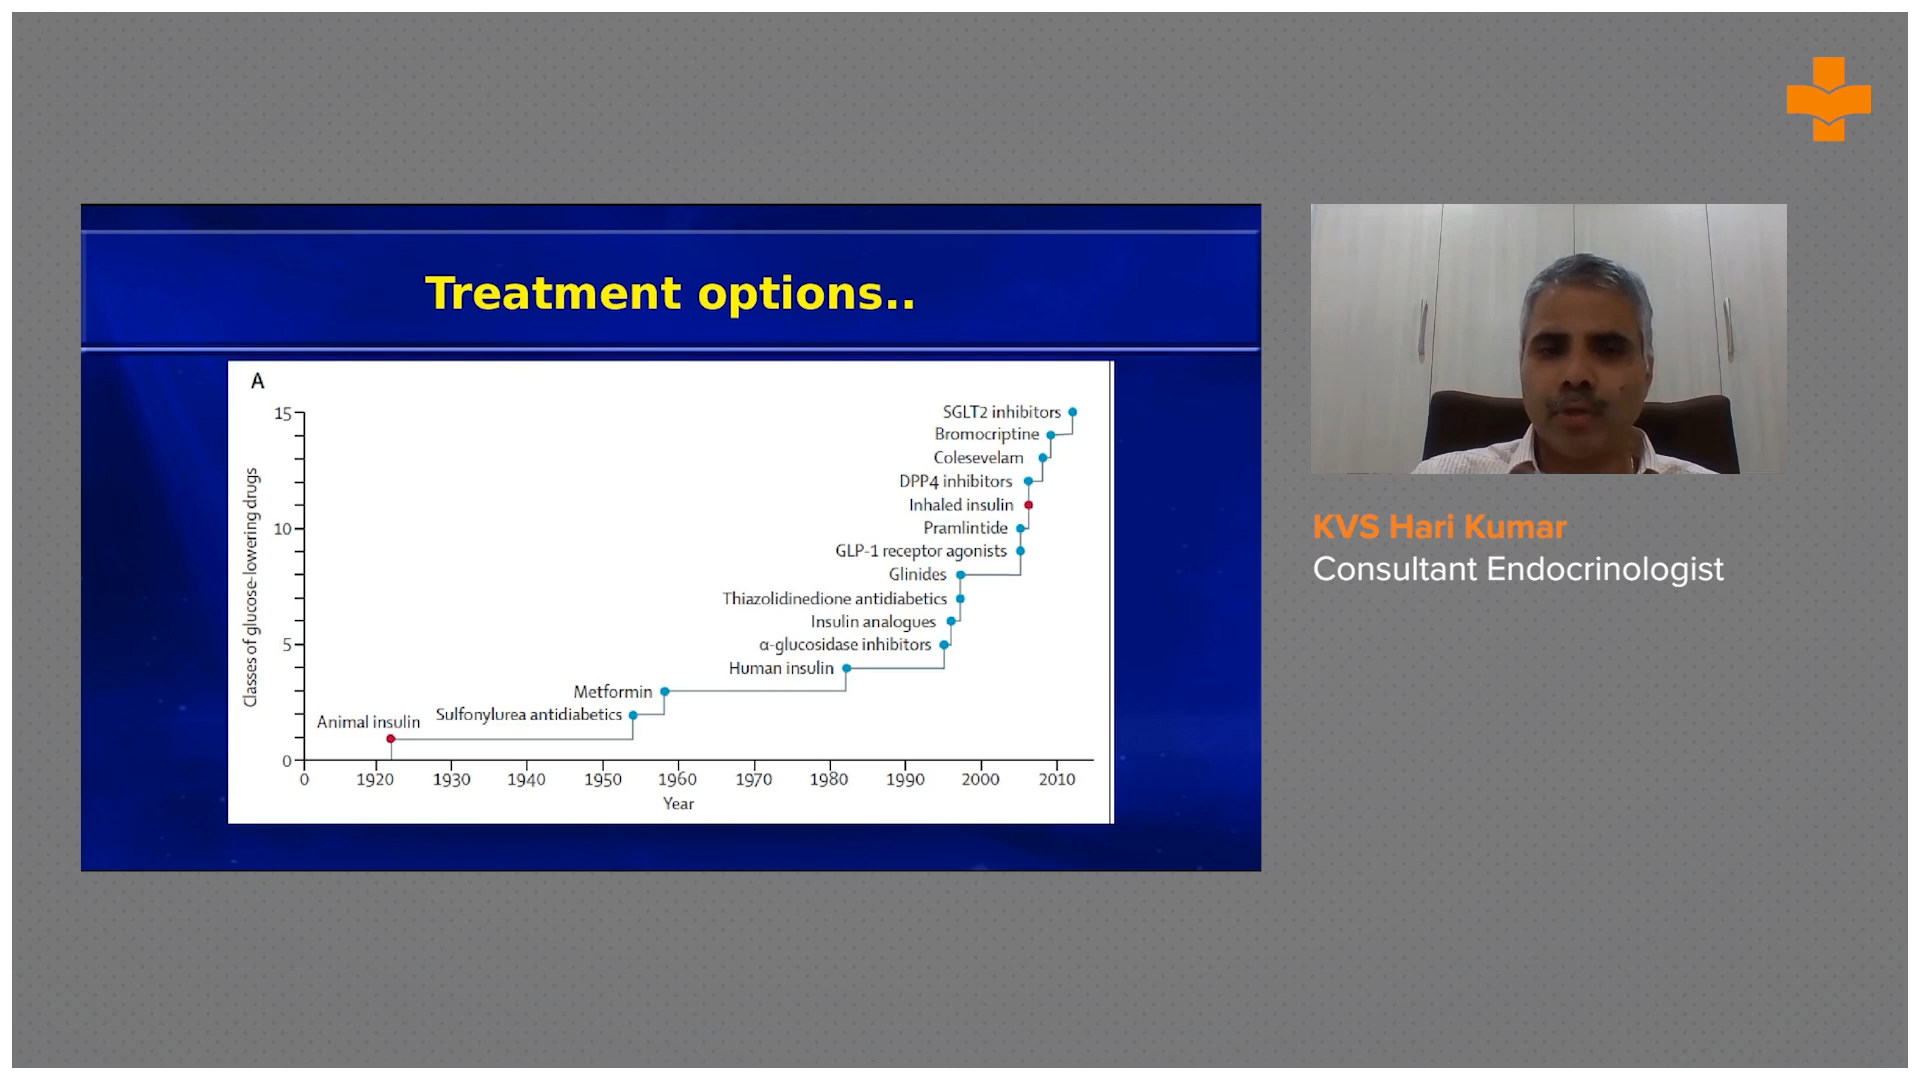 Treatment options..
A
15
10
5
0
Classes of glucose-lowering drugs
SGLT2 inhibitors
Bromocriptine
Colesevelam
DPP4 inhibitors
Inhaled insulin
Pramlintide
GLP-1 receptor agonists
Glinides
Thiazolidinedione antidiabetics
Insulin analogues
α-glucosidase inhibitors
Human insulin
Metformin
Sulfonylurea antidiabetics
Animal insulin
0 1920 1930 1940 1950 1960 1970 1980 1990 2000 2010
Year
KVS Hari Kumar
Consultant Endocrinologist